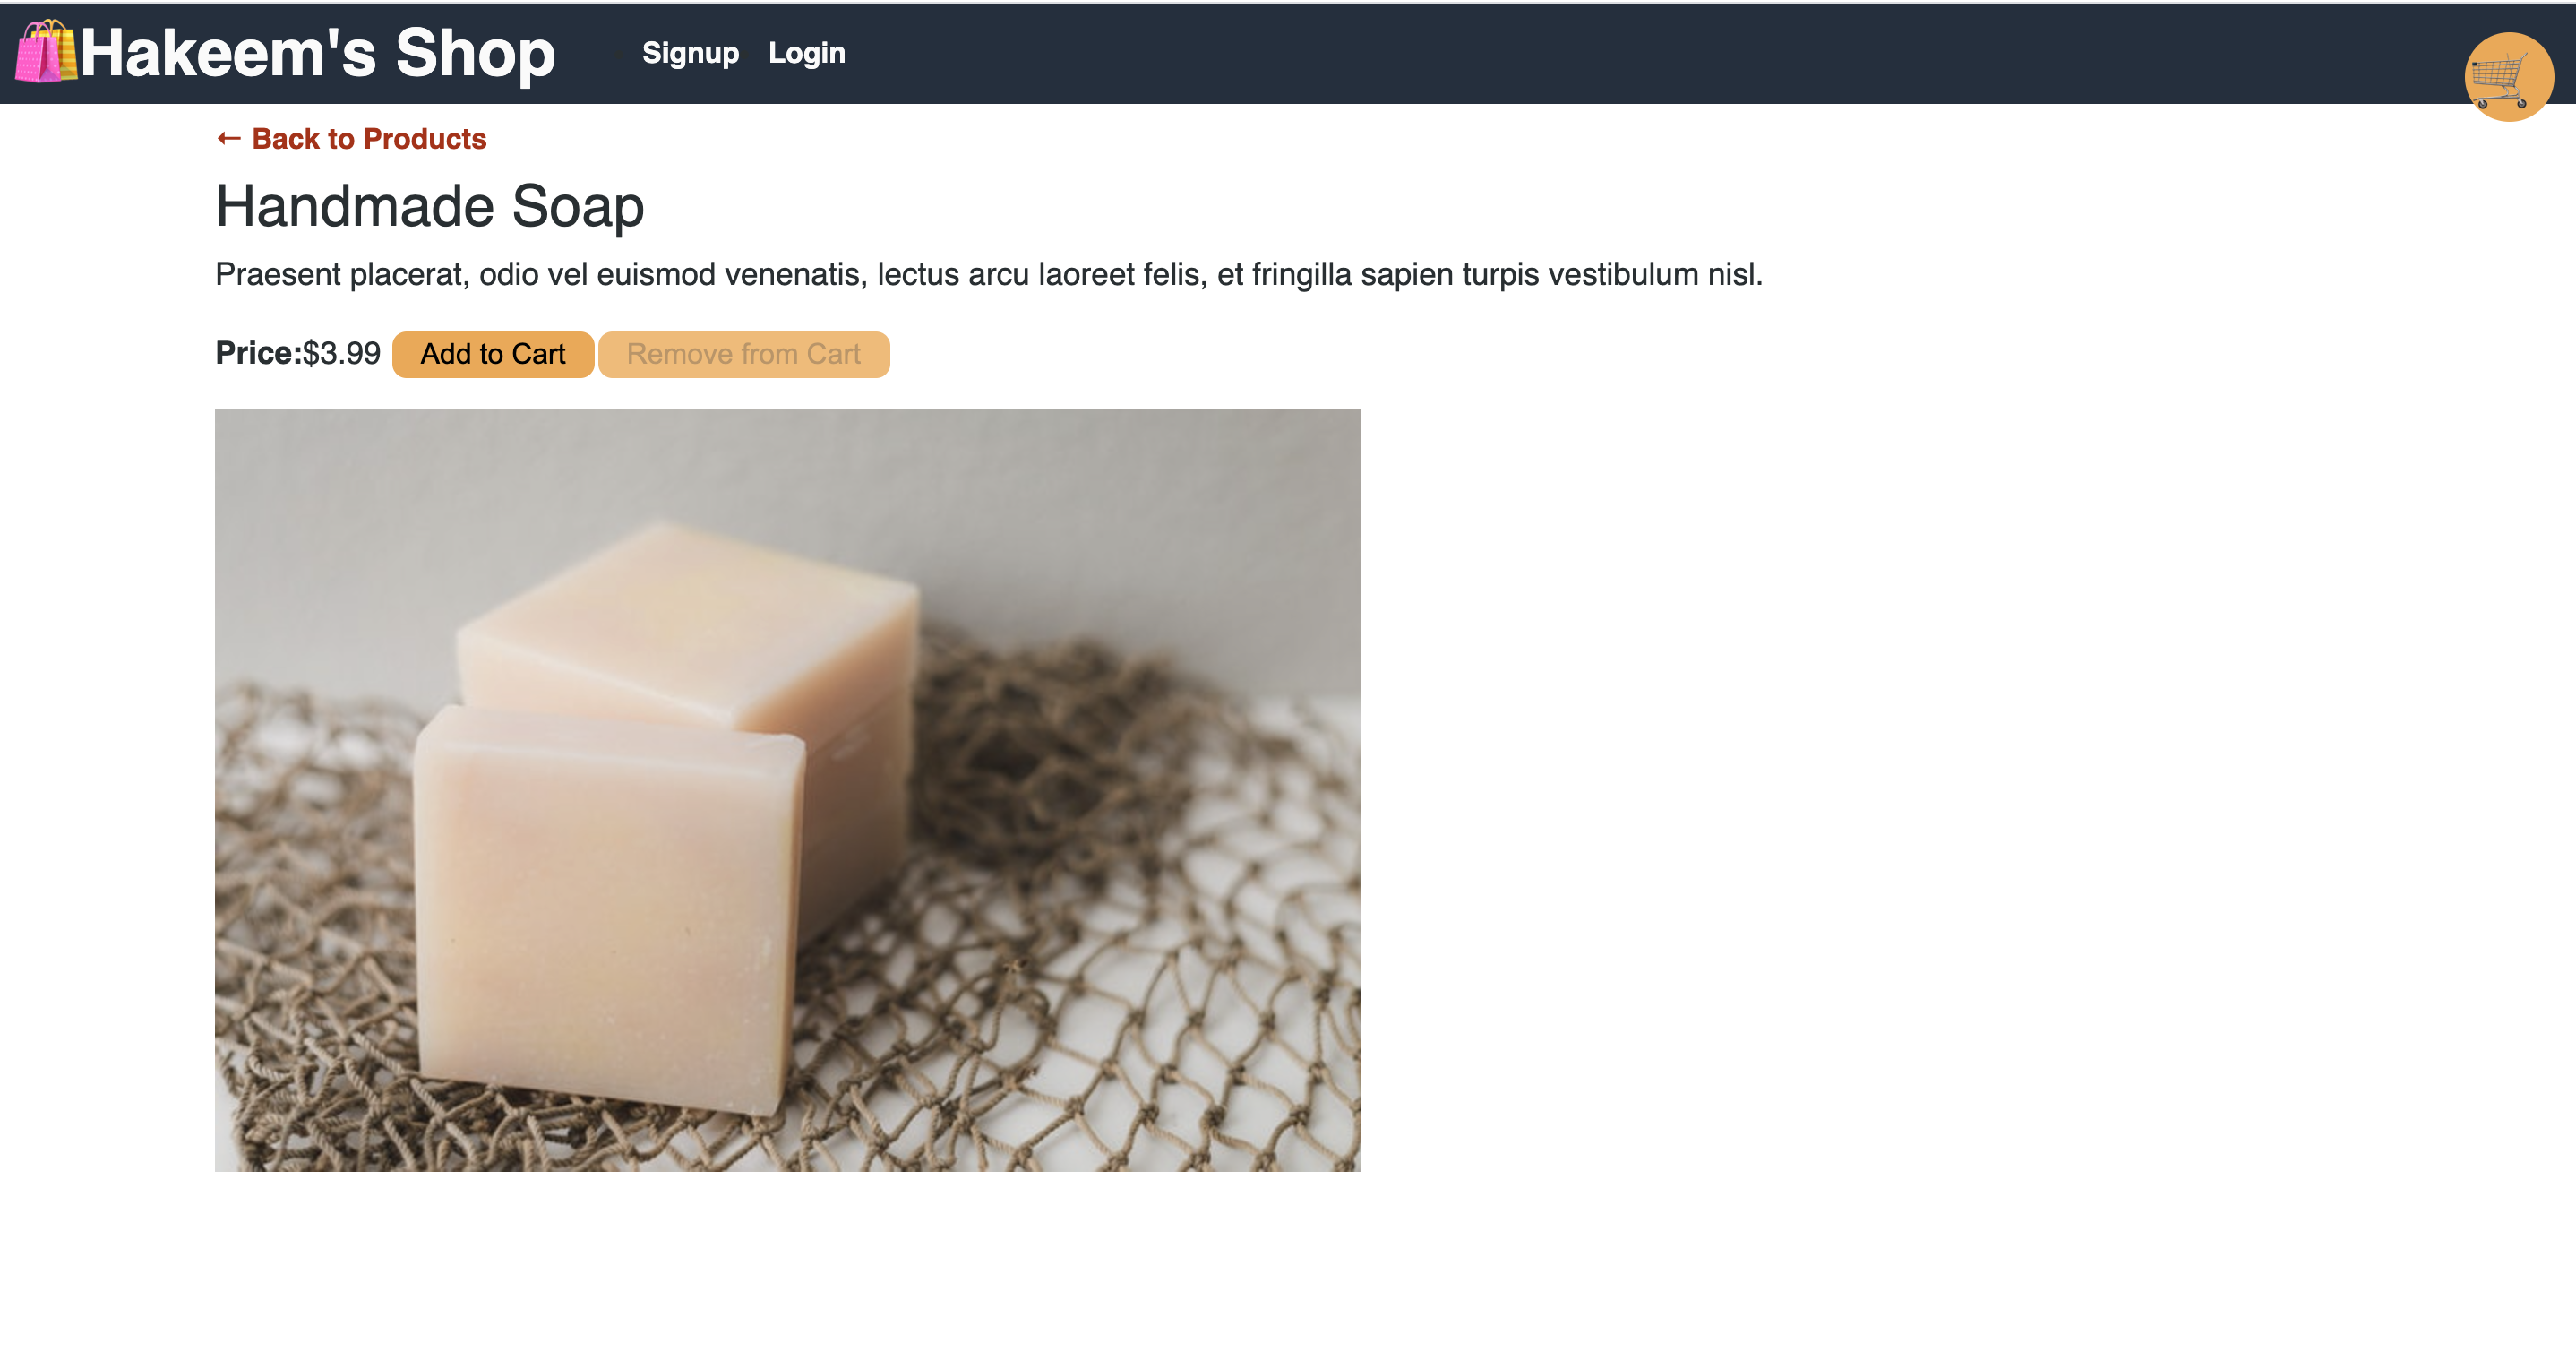 Hakeem's Shop Signup Login
← Back to Products
Handmade Soap
Praesent placerat, odio vel euismod venenatis, lectus arcu laoreet felis, et fringilla sapien turpis vestibulum nisl.
Price:$3.99 Add to Cart Remove from Cart